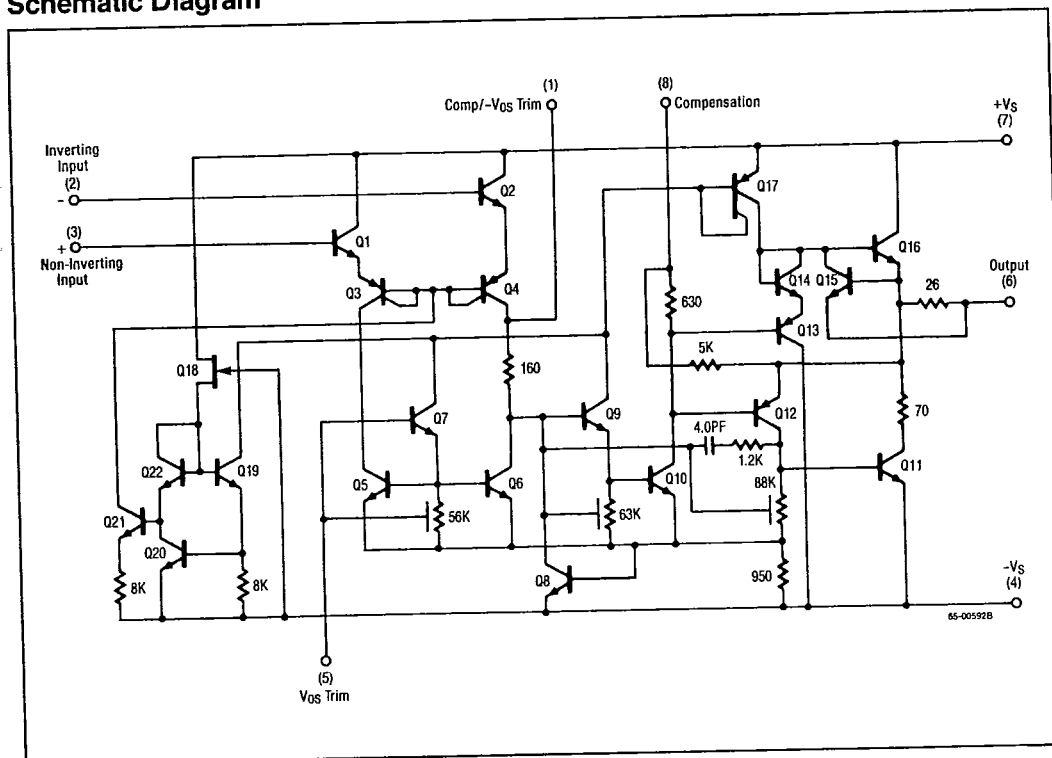 Schematic Diagram
(1)
Comp/-VOS Trim
(8)
Compensation
+VS
(7)
Inverting
Input
(2)
-
Q2
Q17
(3)
+
Non-Inverting
Input
Q1
Q16
Q3
Q4
Q14
Q15
26
Output
(6)
630
Q13
Q18
160
5K
Q7
Q9
Q12
70
4.0PF
1.2K
Q22
Q19
Q5
Q6
Q10
88K
Q11
Q21
56K
63K
Q20
8K
8K
Q8
950
-VS
(4)
65-00592B
(5)
VOS Trim